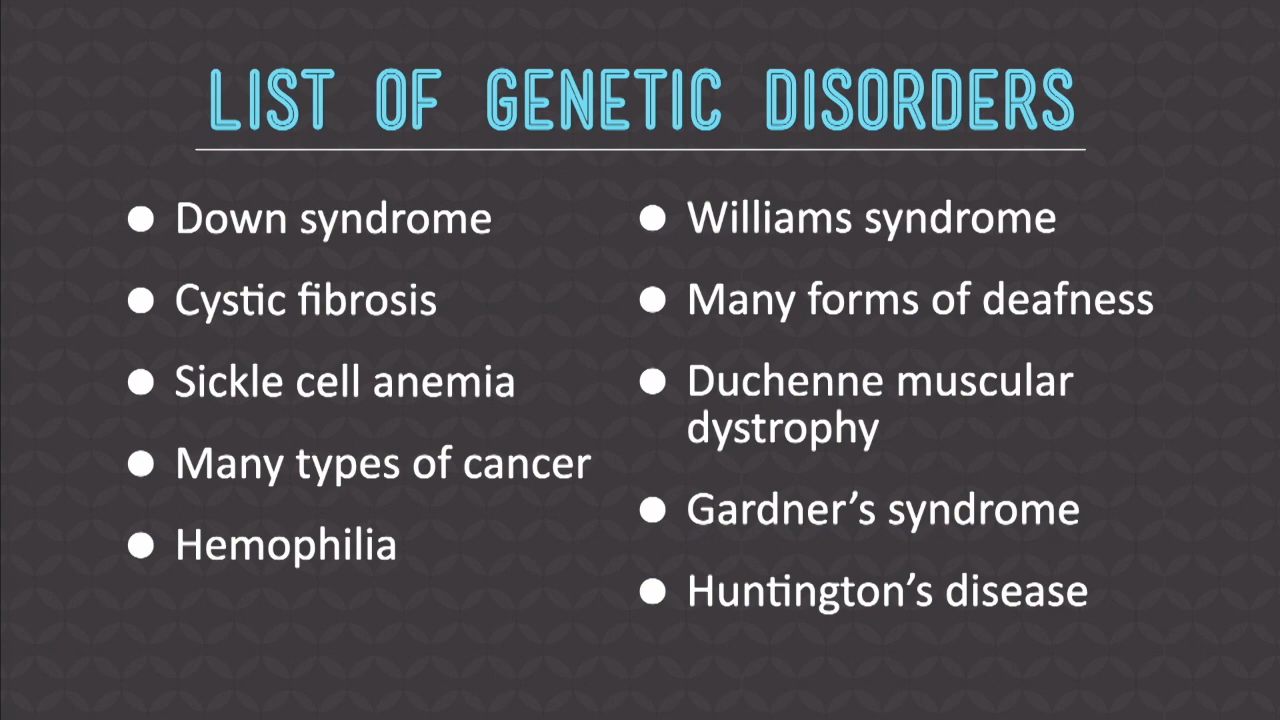 LIST OF GENETIC DISORDERS
● Down syndrome
● Cystic fibrosis
● Sickle cell anemia
● Many types of cancer
● Hemophilia
● Williams syndrome
● Many forms of deafness
● Duchenne muscular
dystrophy
● Gardner’s syndrome
● Huntington’s disease